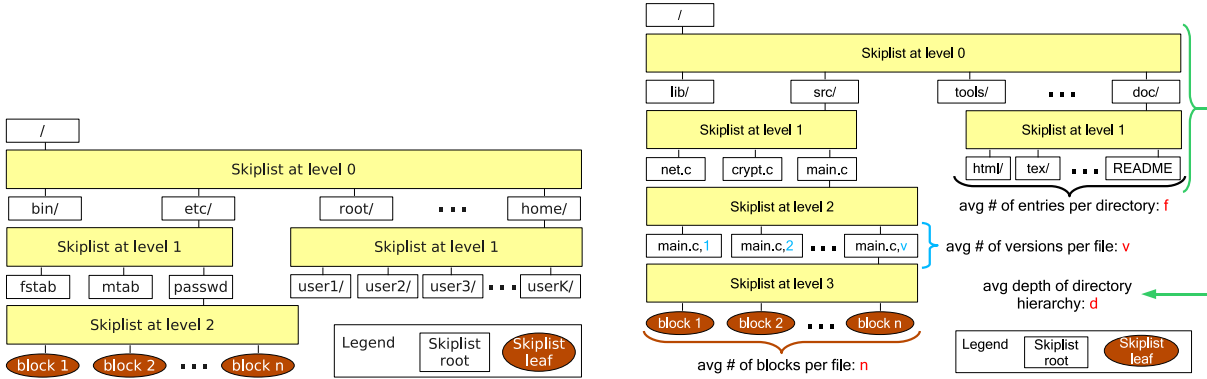 /
Skiplist at level 0
bin/ etc/ root/ ▪▪▪ home/
Skiplist at level 1 Skiplist at level 1
fstab mtab passwd user1/ user2/ user3/ ▪▪▪▪ userK/
Skiplist at level 2
block 1 block 2 ▪▪▪ block n
Legend Skiplist root Skiplist leaf
/
Skiplist at level 0
lib/ src/ tools/ ▪▪▪ doc/
Skiplist at level 1 Skiplist at level 1
net.c crypt.c main.c html/ tex/ ▪▪▪ README
avg # of entries per directory: f
Skiplist at level 2
main.c,1 main.c,2 ▪▪▪ main.c,v avg # of versions per file: v
Skiplist at level 3
avg depth of directory
hierarchy: d
block 1 block 2 ▪▪▪ block n
avg # of blocks per file: n
Legend Skiplist root Skiplist leaf